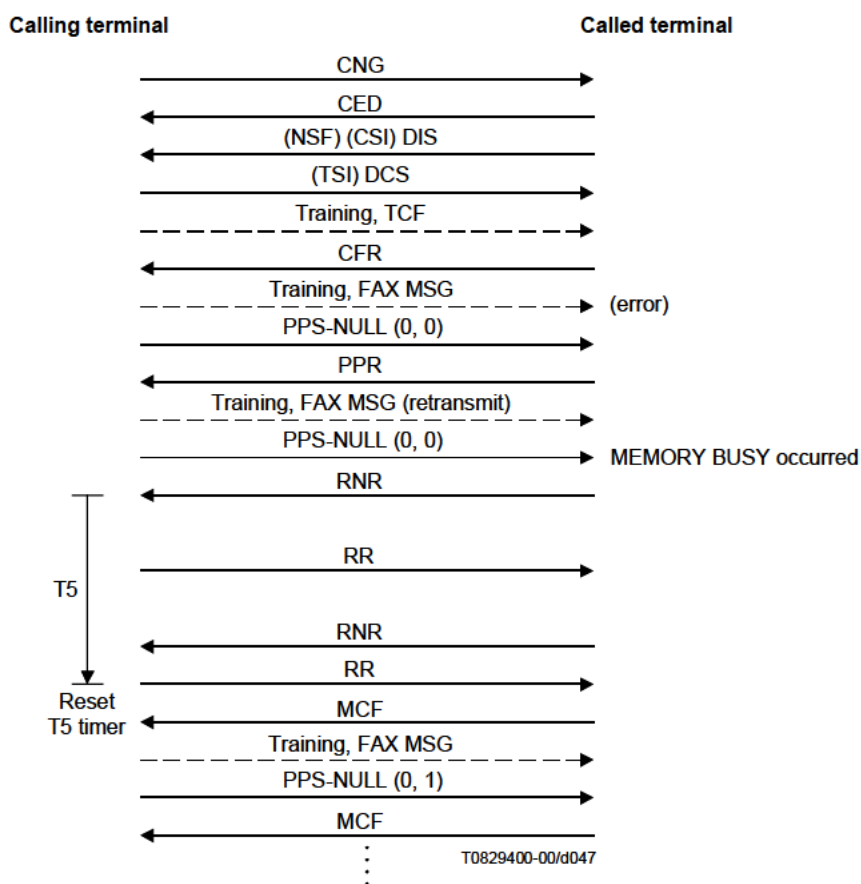 Calling terminal
Called terminal
CNG
CED
(NSF) (CSI) DIS
(TSI) DCS
Training, TCF
CFR
Training, FAX MSG
(error)
PPS-NULL (0, 0)
PPR
Training, FAX MSG (retransmit)
PPS-NULL (0, 0)
MEMORY BUSY occurred
RNR
RR
T5
RNR
RR
Reset
T5 timer
MCF
Training, FAX MSG
PPS-NULL (0, 1)
MCF
T0829400-00/d047